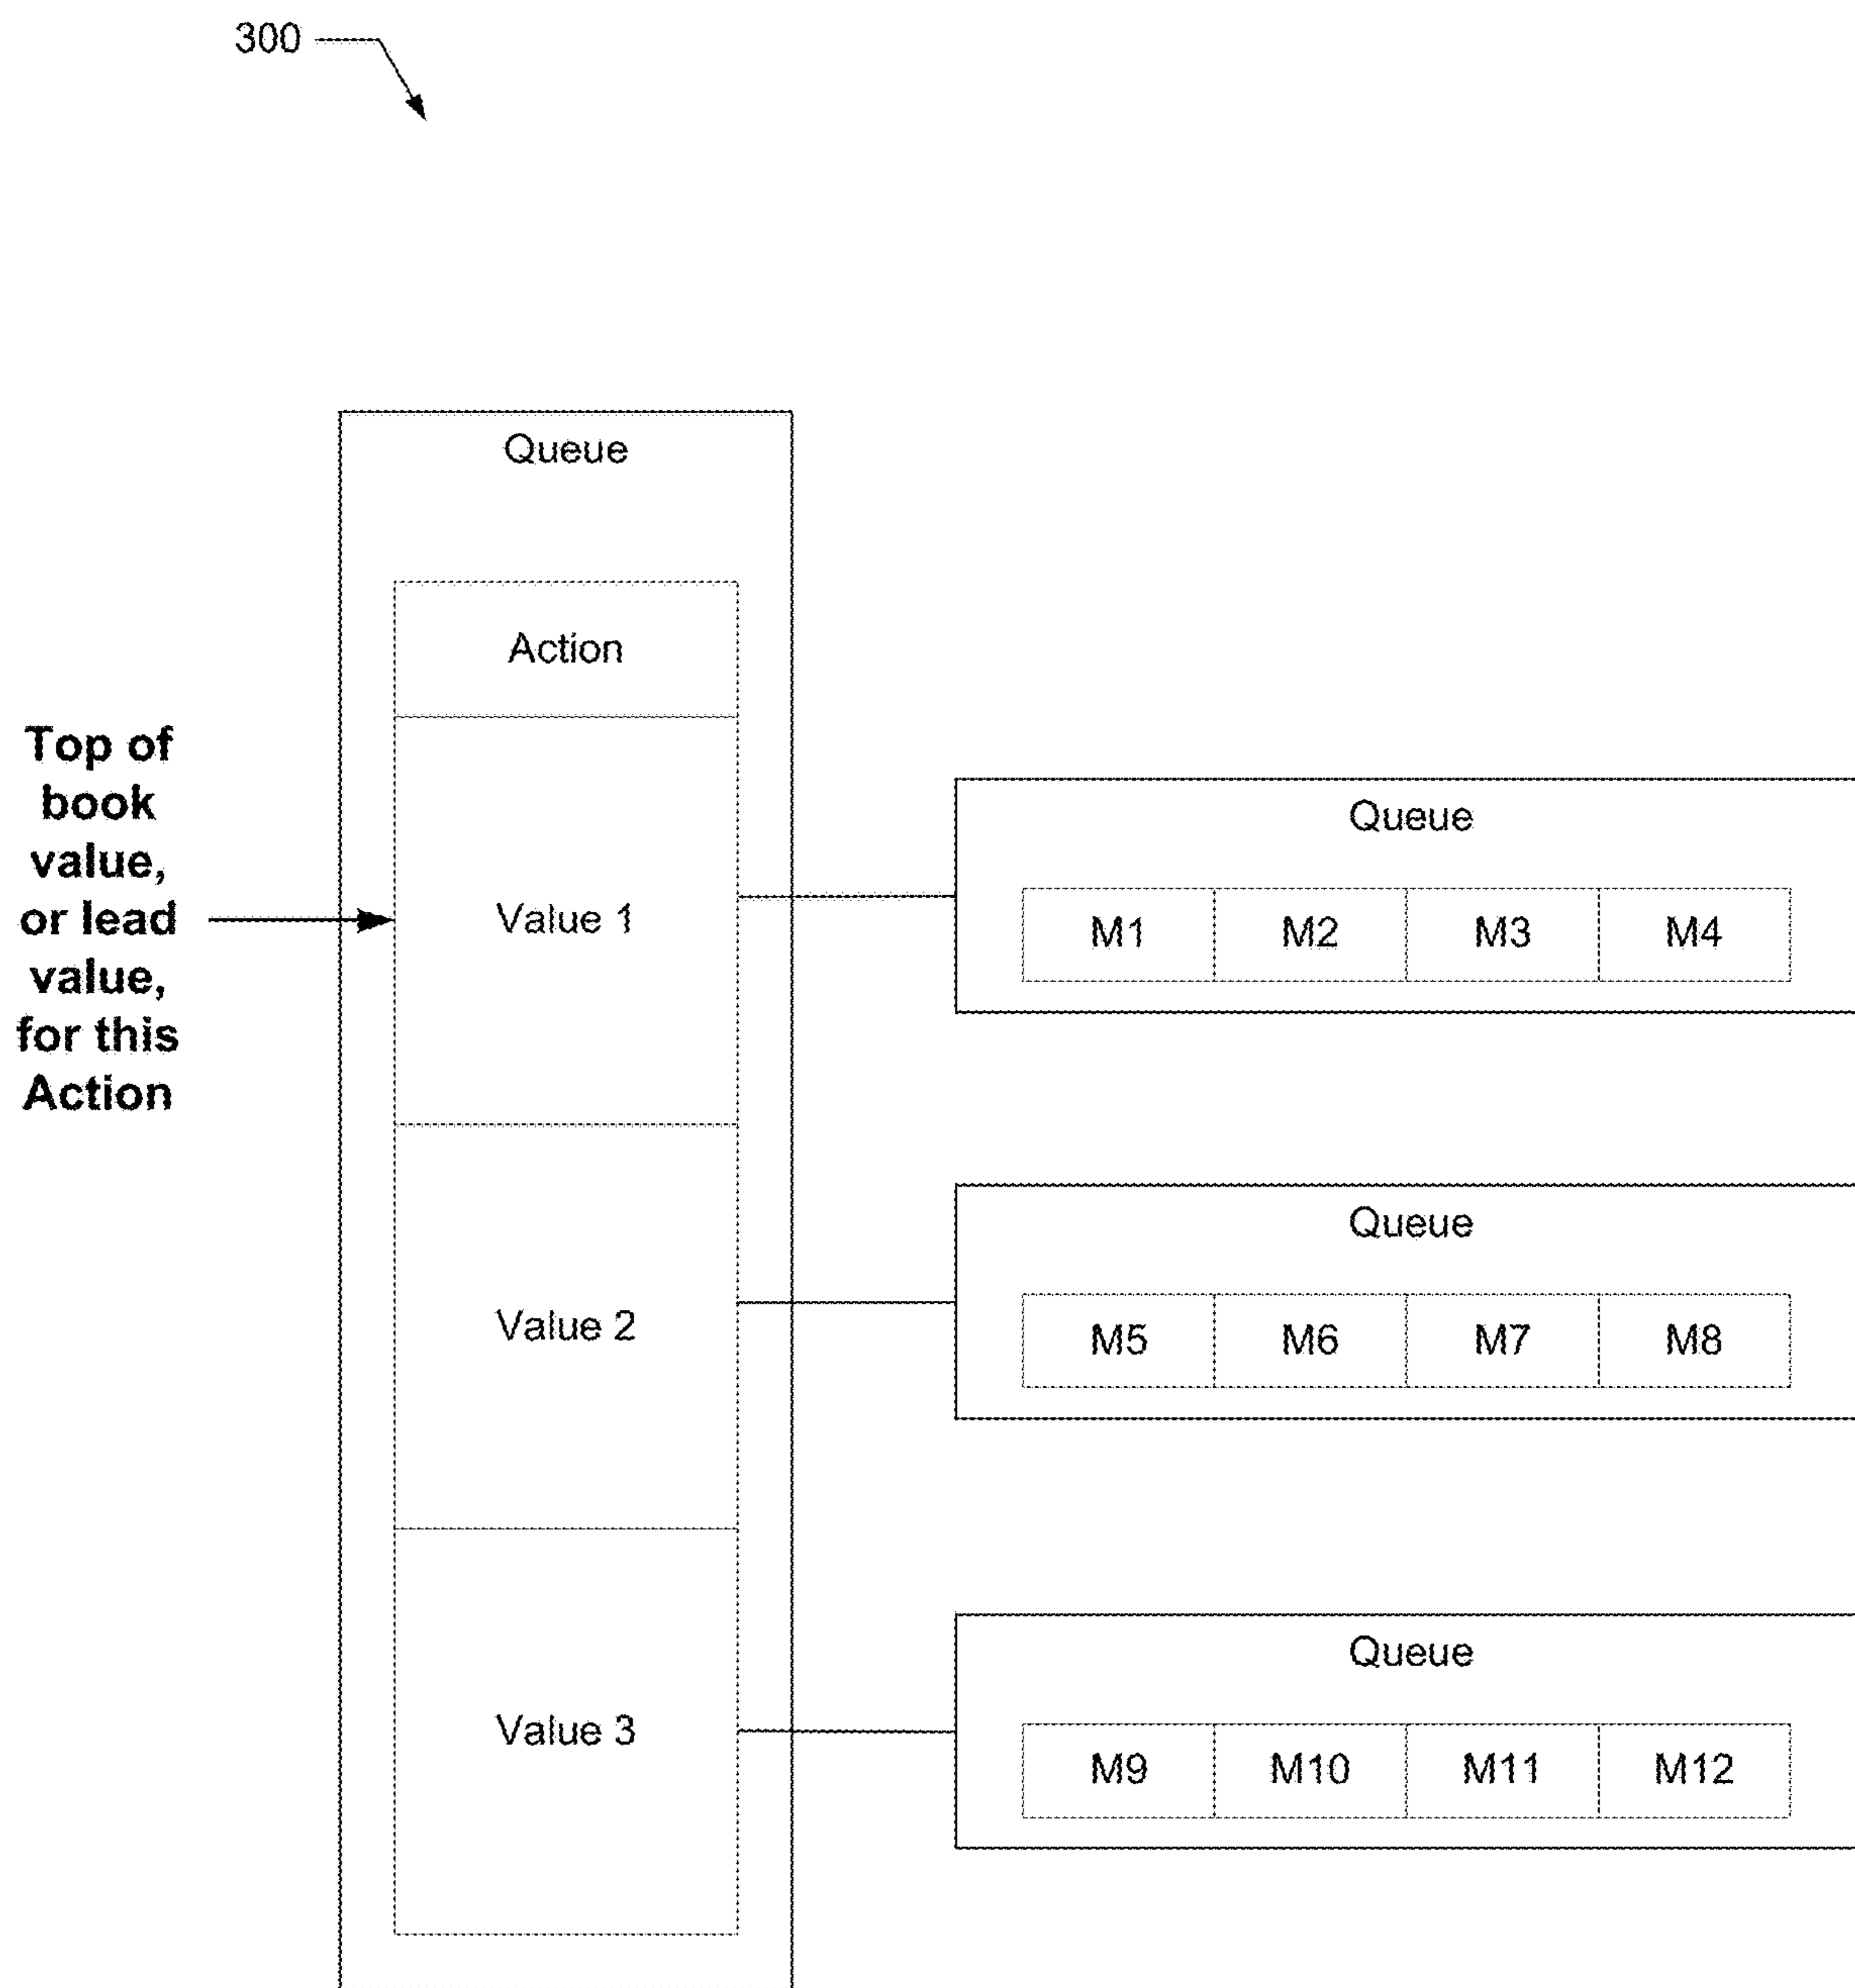 300
Queue
Action
Top of
book
value,
or lead
value,
for this
Action
Value 1
Queue
M1 M2 M3 M4
Value 2
Queue
M5 M6 M7 M8
Value 3
Queue
M9 M10 M11 M12